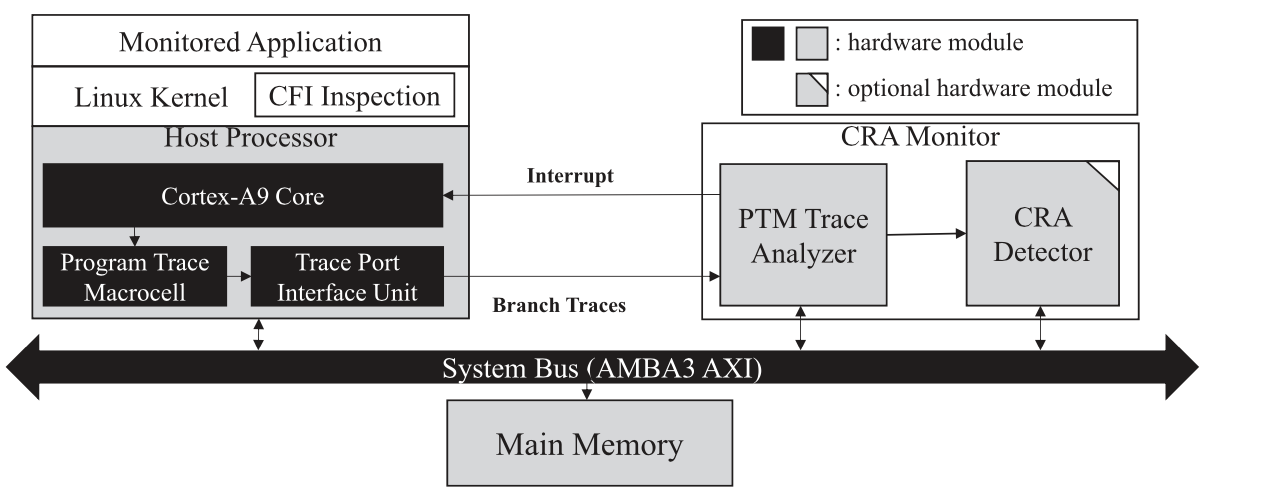 Monitored Application
Linux Kernel
CFI Inspection
Host Processor
Cortex-A9 Core
Program Trace
Macrocell
Trace Port
Interface Unit
Interrupt
Branch Traces
: hardware module
: optional hardware module
CRA Monitor
PTM Trace
Analyzer
CRA
Detector
System Bus (AMBA3 AXI)
Main Memory